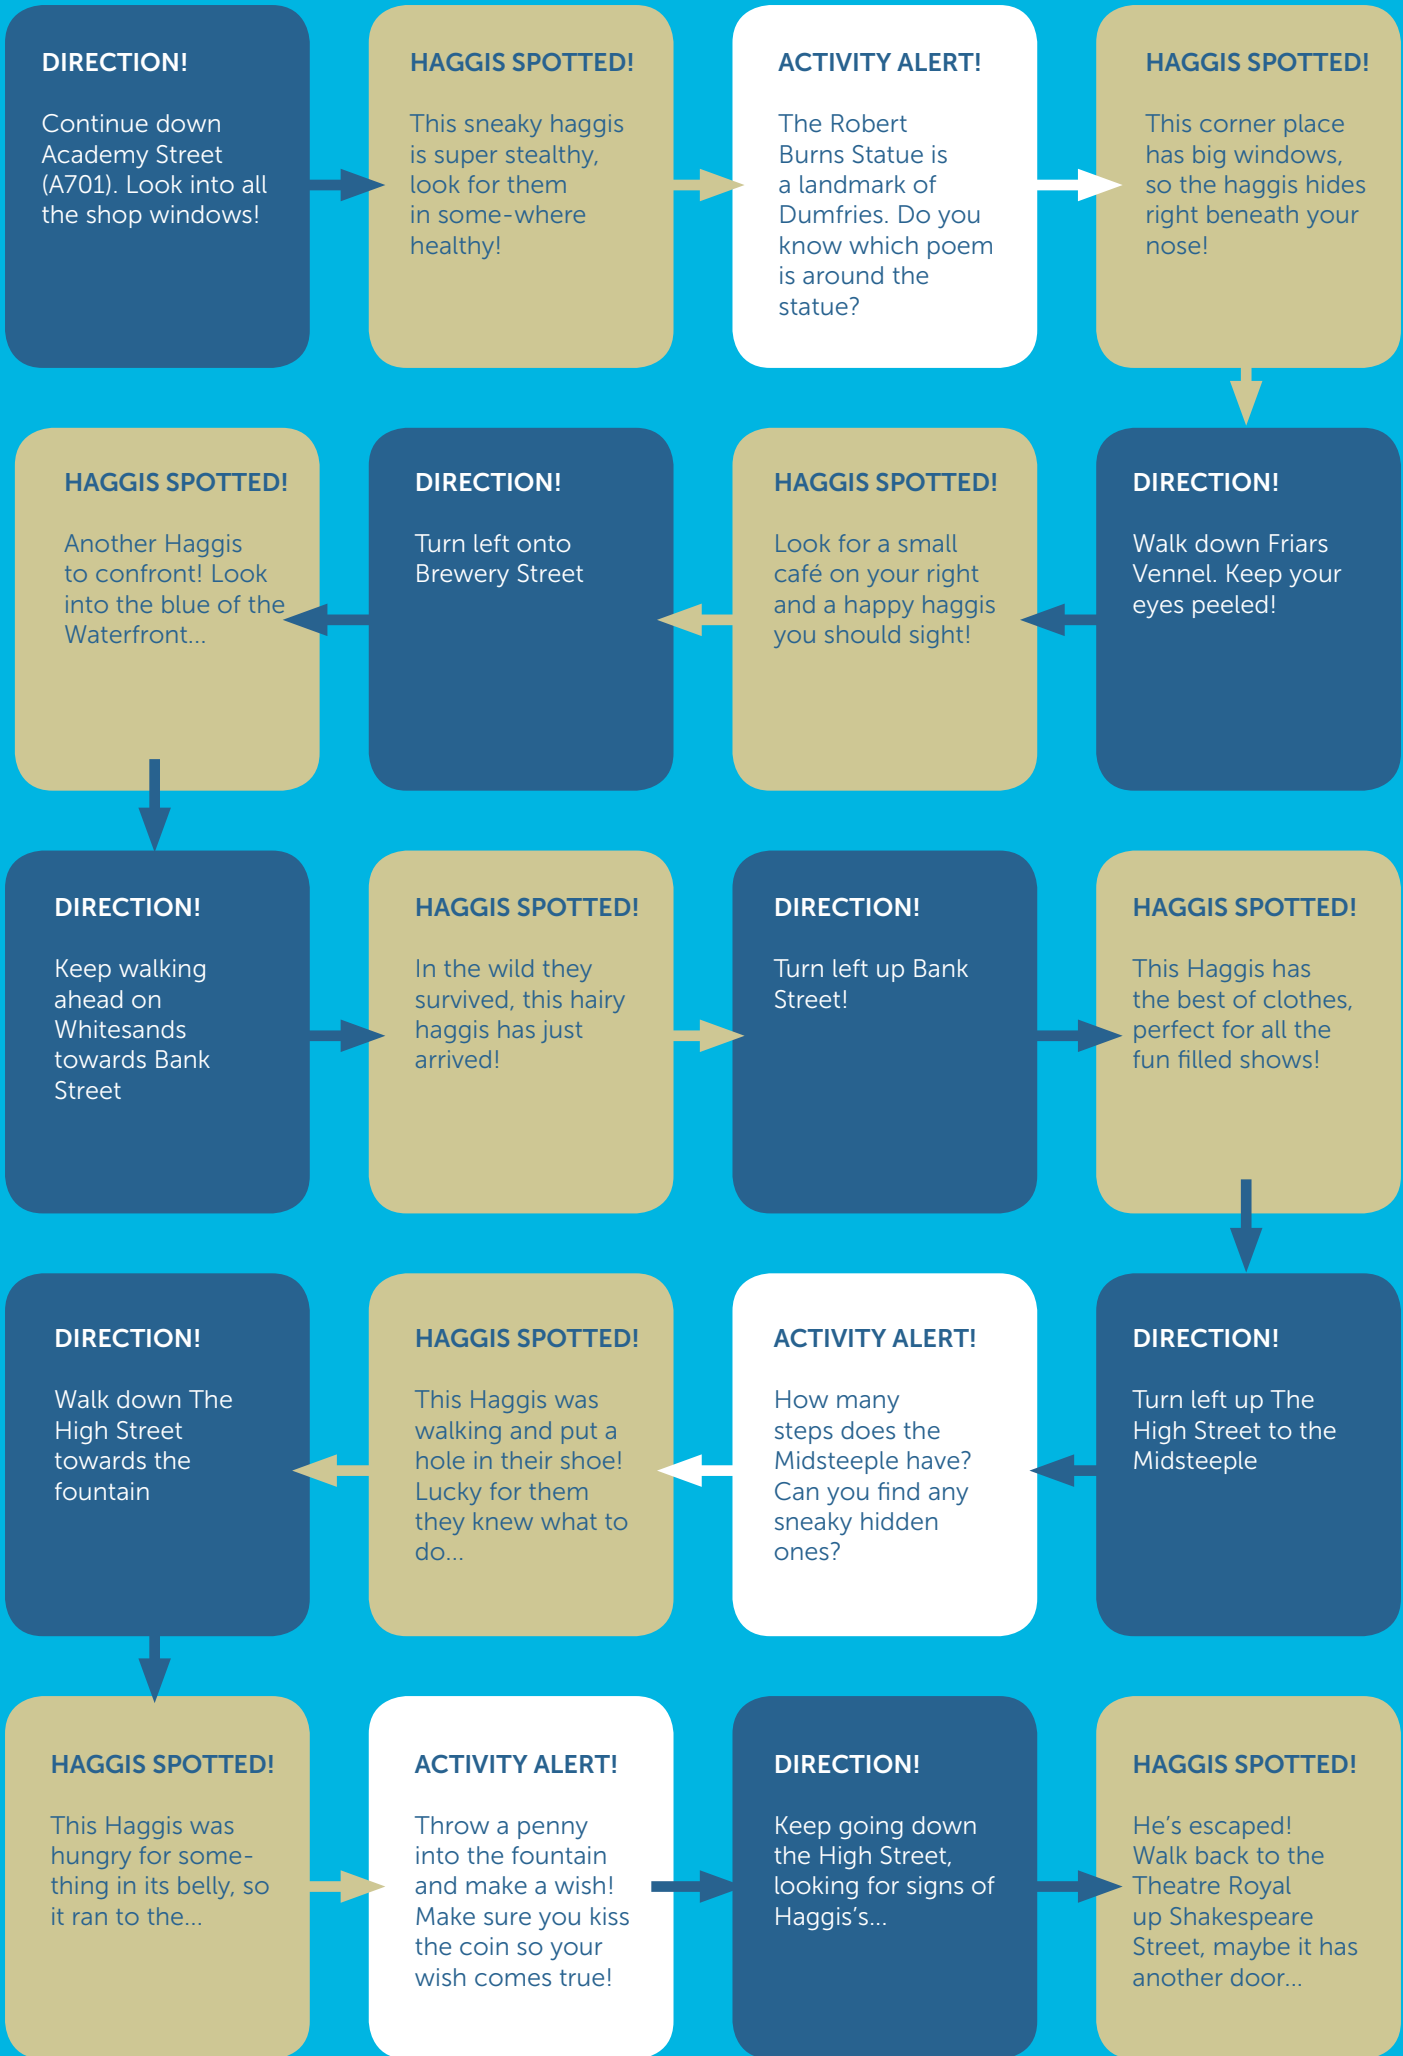 DIRECTION!
Continue down
Academy Street
(A701). Look into all
the shop windows!
HAGGIS SPOTTED!
This sneaky haggis
is super stealthy,
look for them
in some-where
healthy!
ACTIVITY ALERT!
The Robert
Burns Statue is
a landmark of
Dumfries. Do you
know which poem
is around the
statue?
HAGGIS SPOTTED!
This corner place
has big windows,
so the haggis hides
right beneath your
nose!
DIRECTION!
Walk down Friars
Vennel. Keep your
eyes peeled!
HAGGIS SPOTTED!
Look for a small
café on your right
and a happy haggis
you should sight!
DIRECTION!
Turn left onto
Brewery Street
HAGGIS SPOTTED!
Another Haggis
to confront! Look
into the blue of the
Waterfront...
DIRECTION!
Keep walking
ahead on
Whitesands
towards Bank
Street
HAGGIS SPOTTED!
In the wild they
survived, this hairy
haggis has just
arrived!
DIRECTION!
Turn left up Bank
Street!
HAGGIS SPOTTED!
This Haggis has
the best of clothes,
perfect for all the
fun filled shows!
DIRECTION!
Turn left up The
High Street to the
Midsteeple
ACTIVITY ALERT!
How many
steps does the
Midsteeple have?
Can you find any
sneaky hidden
ones?
HAGGIS SPOTTED!
This Haggis was
walking and put a
hole in their shoe!
Lucky for them
they knew what to
do...
DIRECTION!
Walk down The
High Street
towards the
fountain
HAGGIS SPOTTED!
This Haggis was
hungry for some-
thing in its belly, so
it ran to the...
ACTIVITY ALERT!
Throw a penny
into the fountain
and make a wish!
Make sure you kiss
the coin so your
wish comes true!
DIRECTION!
Keep going down
the High Street,
looking for signs of
Haggis's...
HAGGIS SPOTTED!
He's escaped!
Walk back to the
Theatre Royal
up Shakespeare
Street, maybe it has
another door...